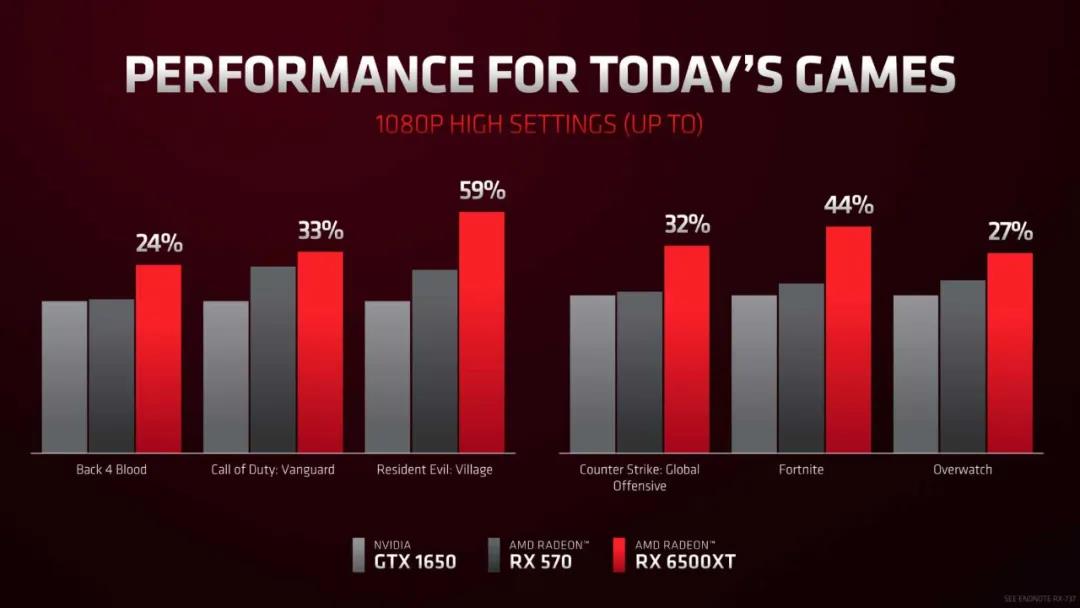 PERFORMANCE FOR TODAY'S GAMES
1080P HIGH SETTINGS (UP TO)
24%
33%
59%
32%
44%
27%
Back 4 Blood
Call of Duty: Vanguard
Resident Evil: Village
Counter Strike: Global
Offensive
Fortnite
Overwatch
NVIDIA
GTX 1650
AMD RADEON™
RX 570
AMD RADEON™
RX 6500XT
SEE ENDNOTE RX-737